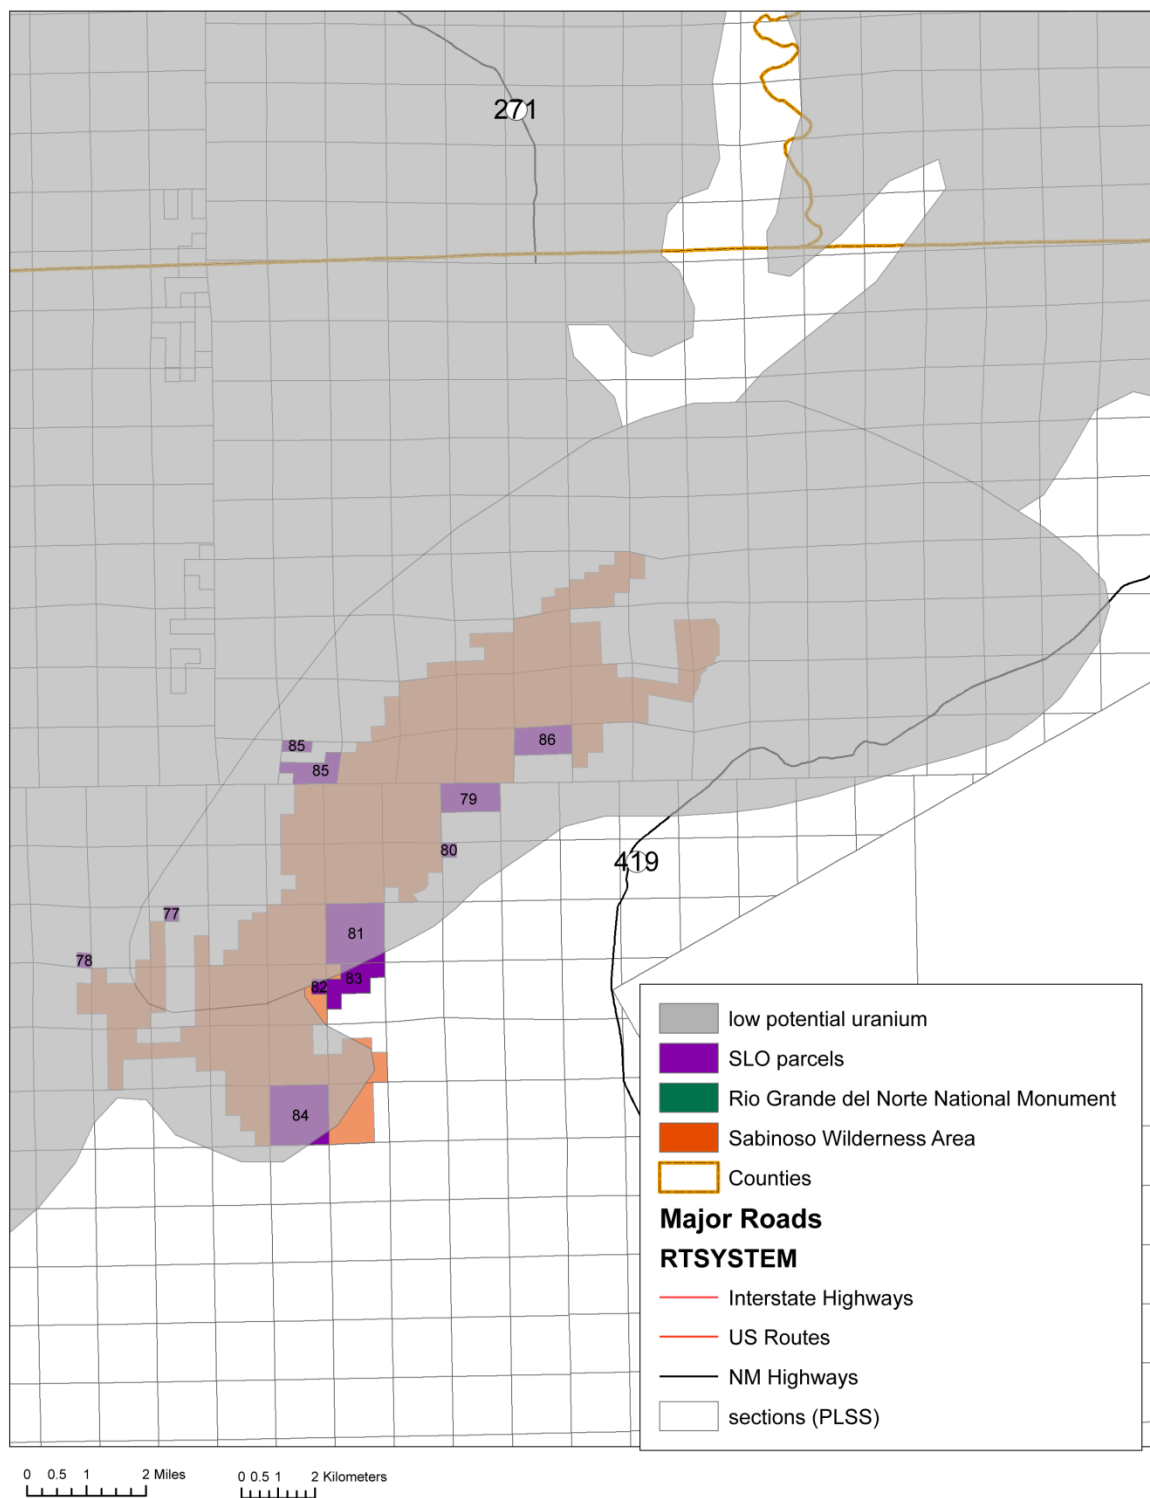 271
85
86
85
79
80
419
77
81
78
83
82
84
low potential uranium
SLO parcels
Rio Grande del Norte National Monument
Sabinoso Wilderness Area
Counties
Major Roads
RTSYSTEM
Interstate Highways
US Routes
NM Highways
sections (PLSS)
0 0.5 1 2 Miles
0 0.5 1 2 Kilometers